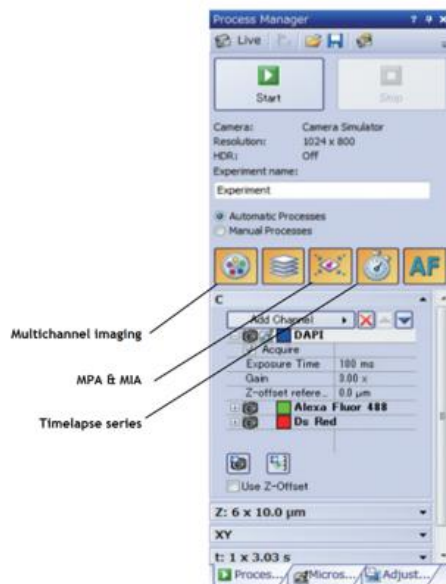 Process Manager
Live
Start
Stop
Camera: Camera Simulator
Resolution: 1024 x 800
HDR: Off
Experiment name:
Experiment
Automatic Processes
Manual Processes
AF
C
Multichannel imaging
Add Channel
DAPI
Acquire
MPA & MIA
Exposure Time 100 ms
Gain 3.00 x
Z-offset refere... 0.0 µm
Timelapse series
Alexa Fluor 488
Ds Red
Use Z-Offset
Z: 6 x 10.0 µm
XY
t: 1 x 3.03 s
Proces... Micros... Adjust...